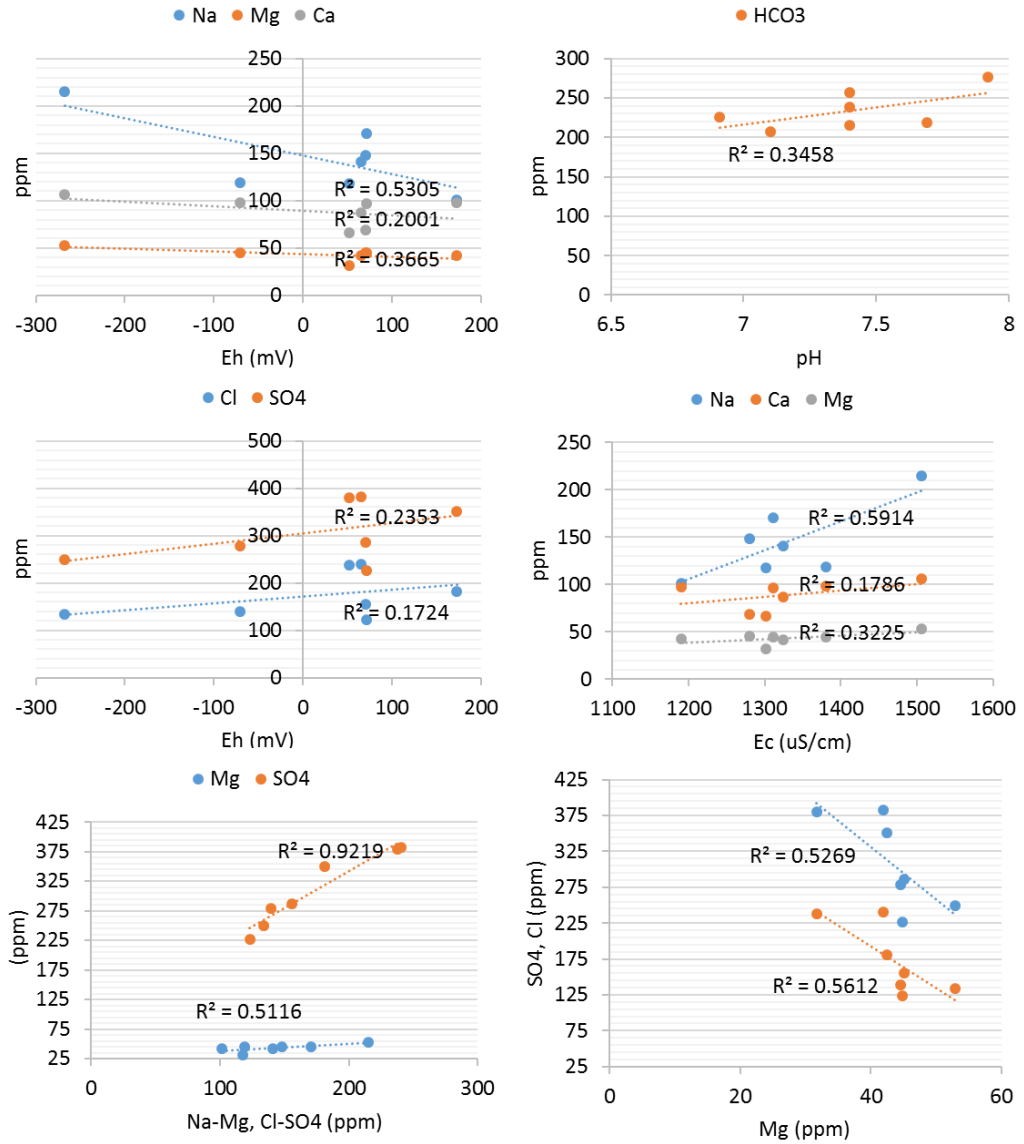 Na Mg Ca
250
200
150
100
50
0
ppm
R² = 0.5305
R² = 0.2001
R² = 0.3665
-300 -200 -100 0 100 200
Eh (mV)
HCO3
300
250
200
150
100
50
0
ppm
R² = 0.3458
6.5 7 7.5 8
pH
Cl SO4
500
400
300
200
100
0
ppm
R² = 0.2353
R² = 0.1724
-300 -200 -100 0 100 200
Eh (mV)
Na Ca Mg
250
200
150
100
50
0
ppm
R² = 0.5914
R² = 0.1786
R² = 0.3225
1100 1200 1300 1400 1500 1600
Ec (uS/cm)
Mg SO4
425
375
325
275
225
175
125
75
25
(ppm)
R² = 0.9219
R² = 0.5116
0 100 200 300
Na-Mg, Cl-SO4 (ppm)
425
375
325
275
225
175
125
75
25
SO4, Cl (ppm)
R² = 0.5269
R² = 0.5612
0 20 40 60
Mg (ppm)